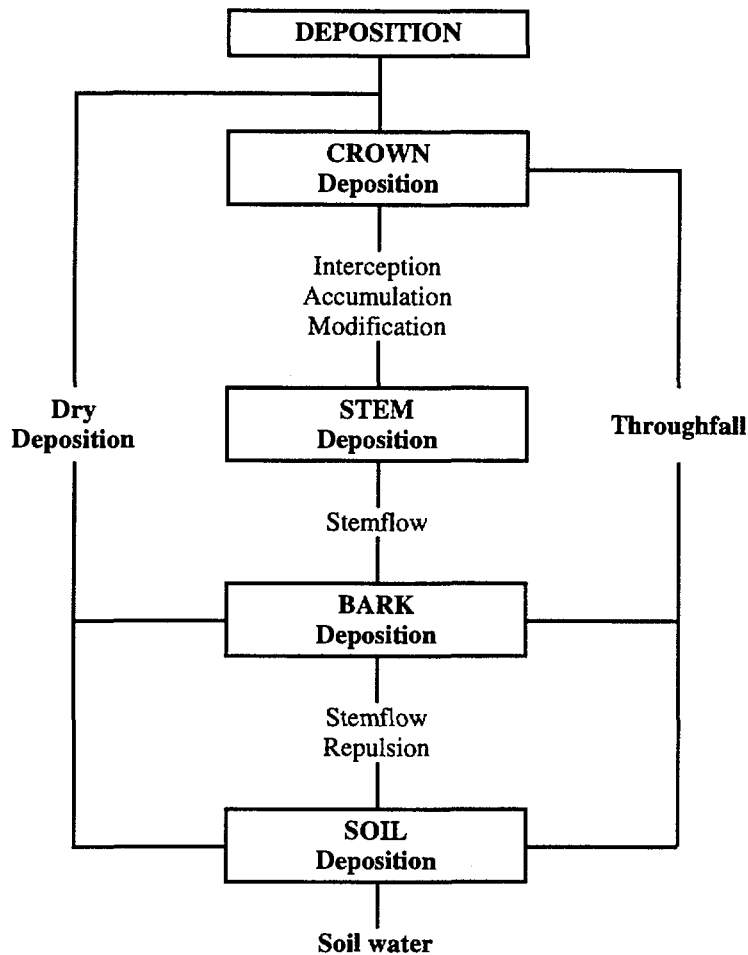 DEPOSITION
CROWN
Deposition
Interception
Accumulation
Modification
Dry
Deposition
STEM
Deposition
Throughfall
Stemflow
BARK
Deposition
Stemflow
Repulsion
SOIL
Deposition
Soil water